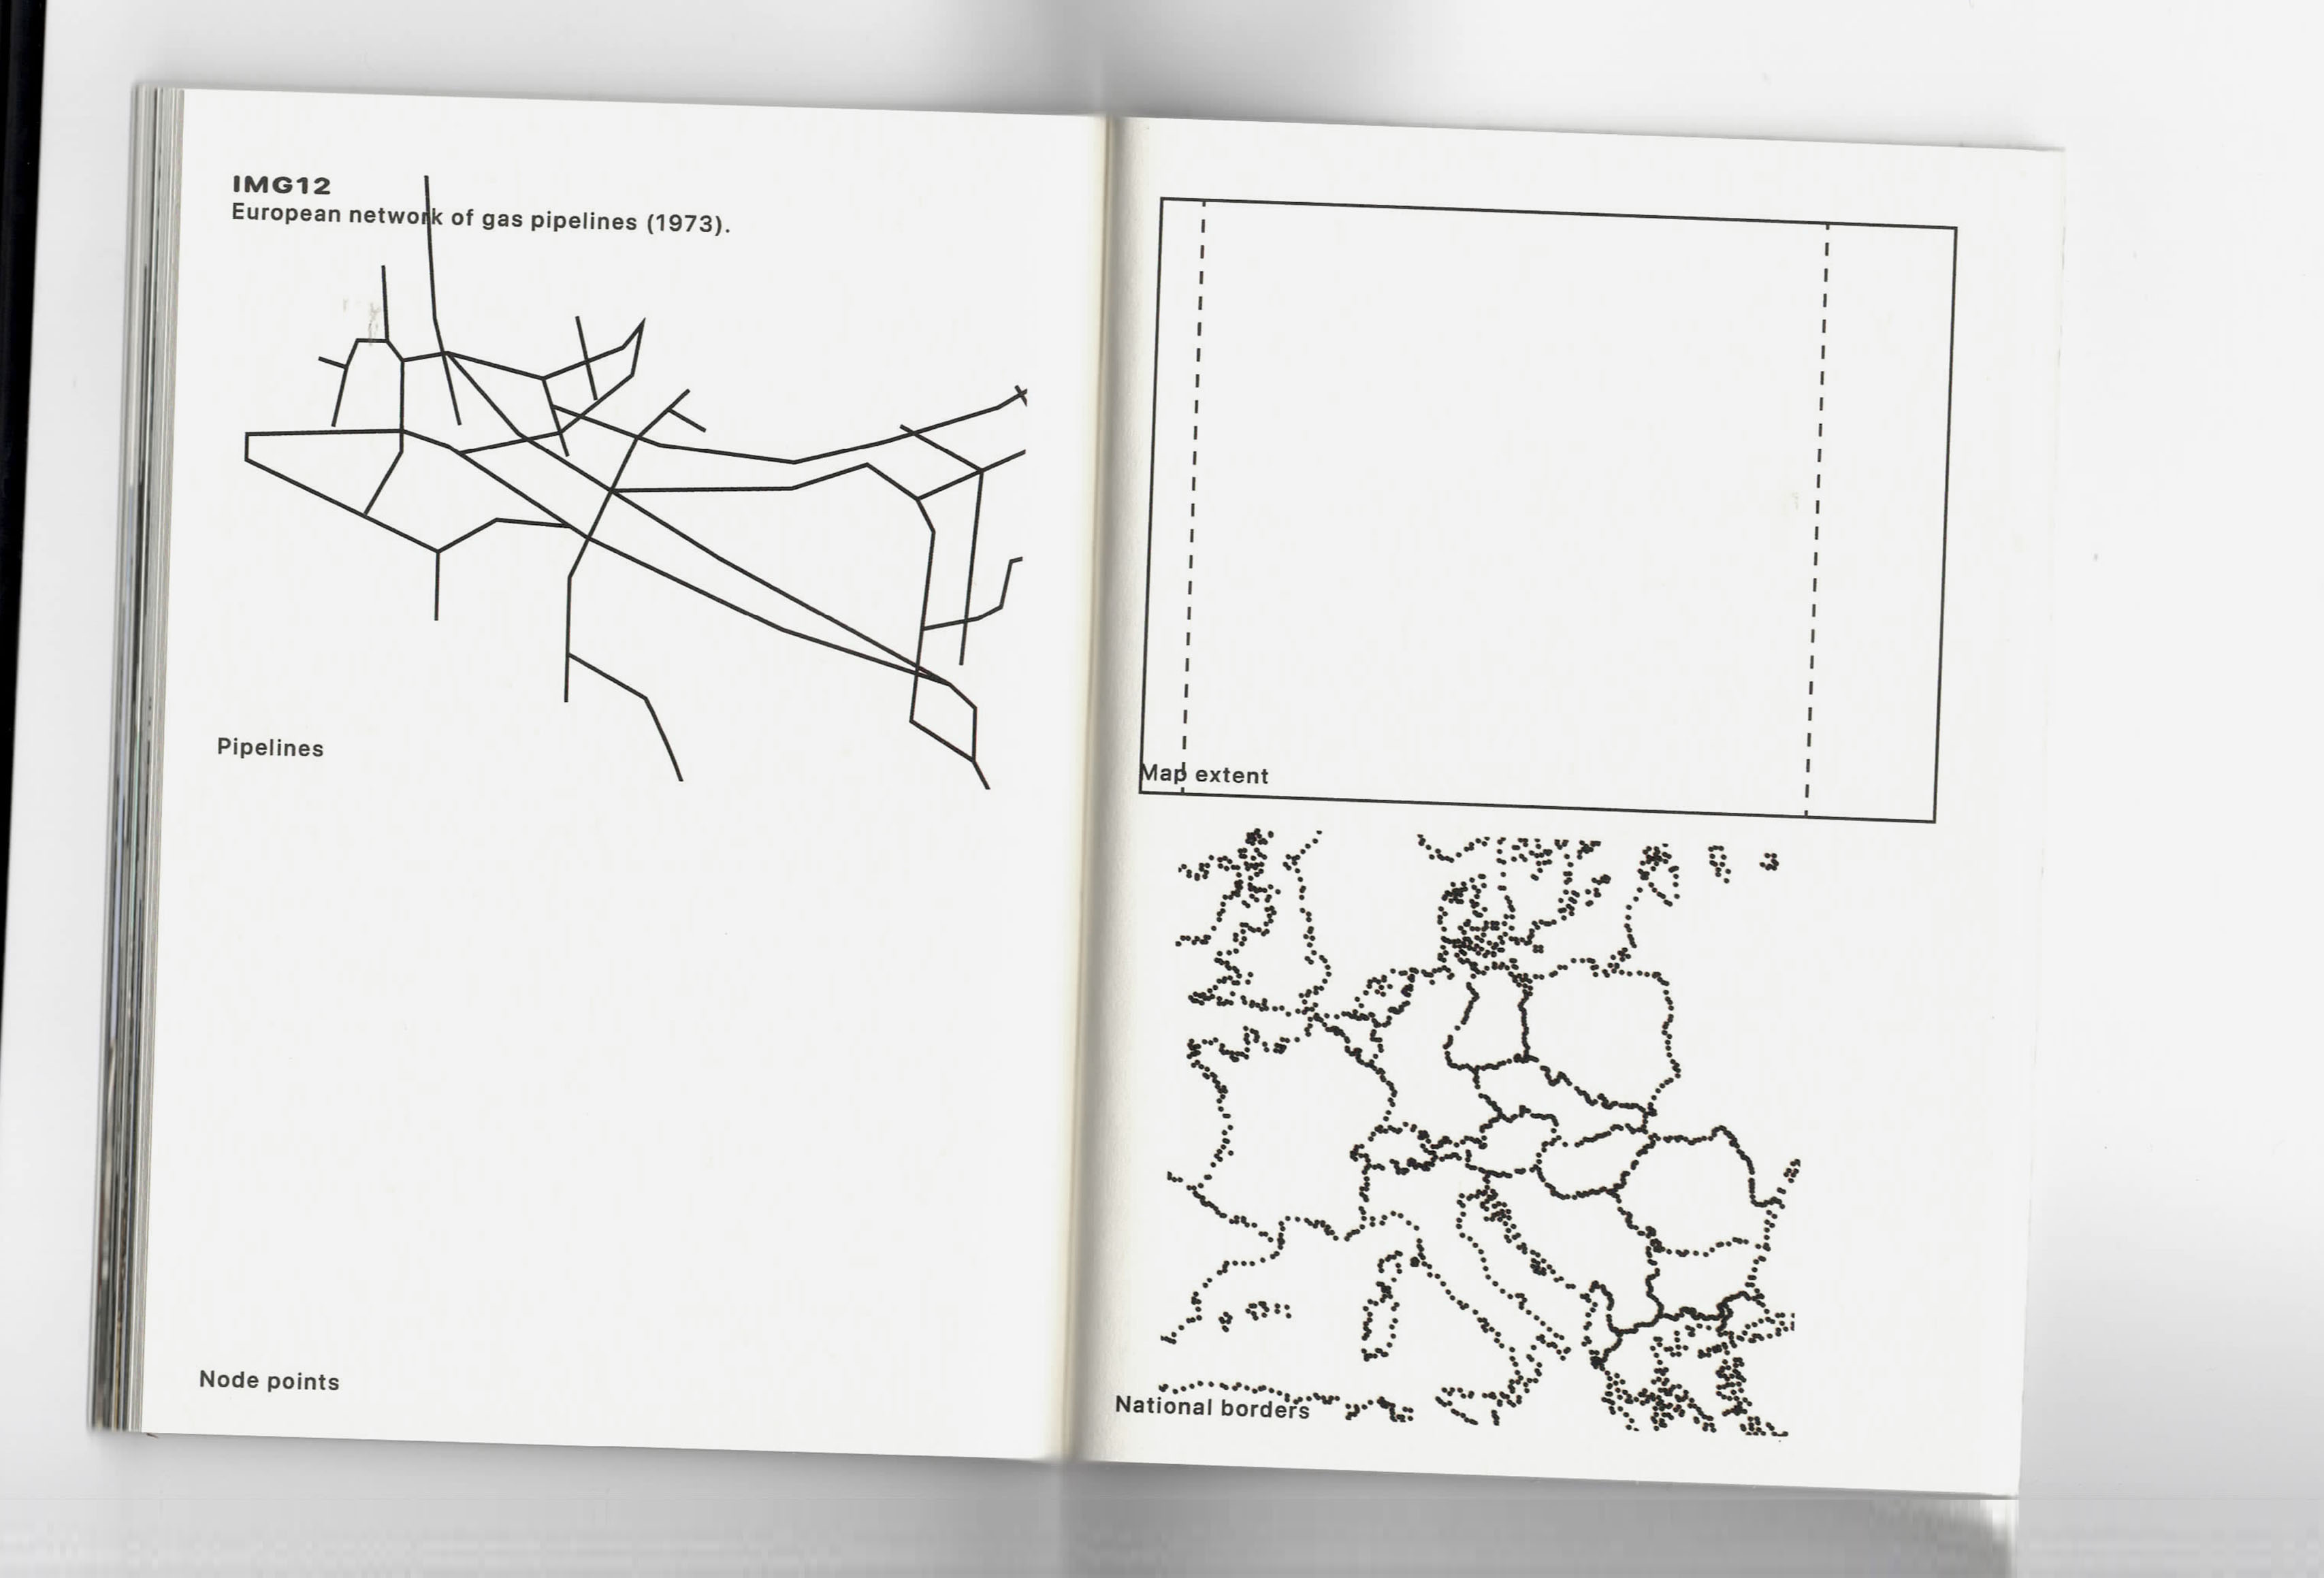 IMG12
European network of gas pipelines (1973).
Pipelines
Node points
Map extent
National borders